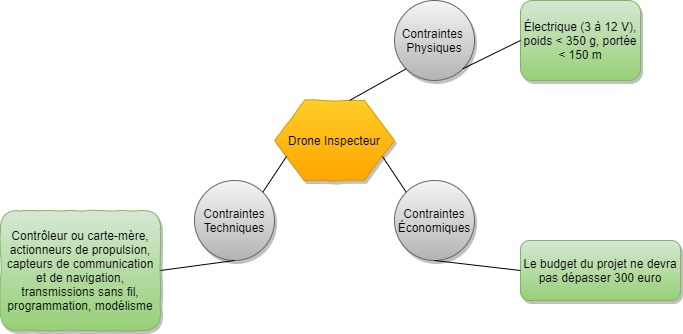 Contraintes
Physiques
Électrique (3 à 12 V),
poids < 350 g, portée
< 150 m
Drone Inspecteur
Contraintes
Techniques
Contraintes
Économiques
Contrôleur ou carte-mère,
actionneurs de propulsion,
capteurs de communication
et de navigation,
transmissions sans fil,
programmation, modélisme
Le budget du projet ne devra
pas dépasser 300 euro